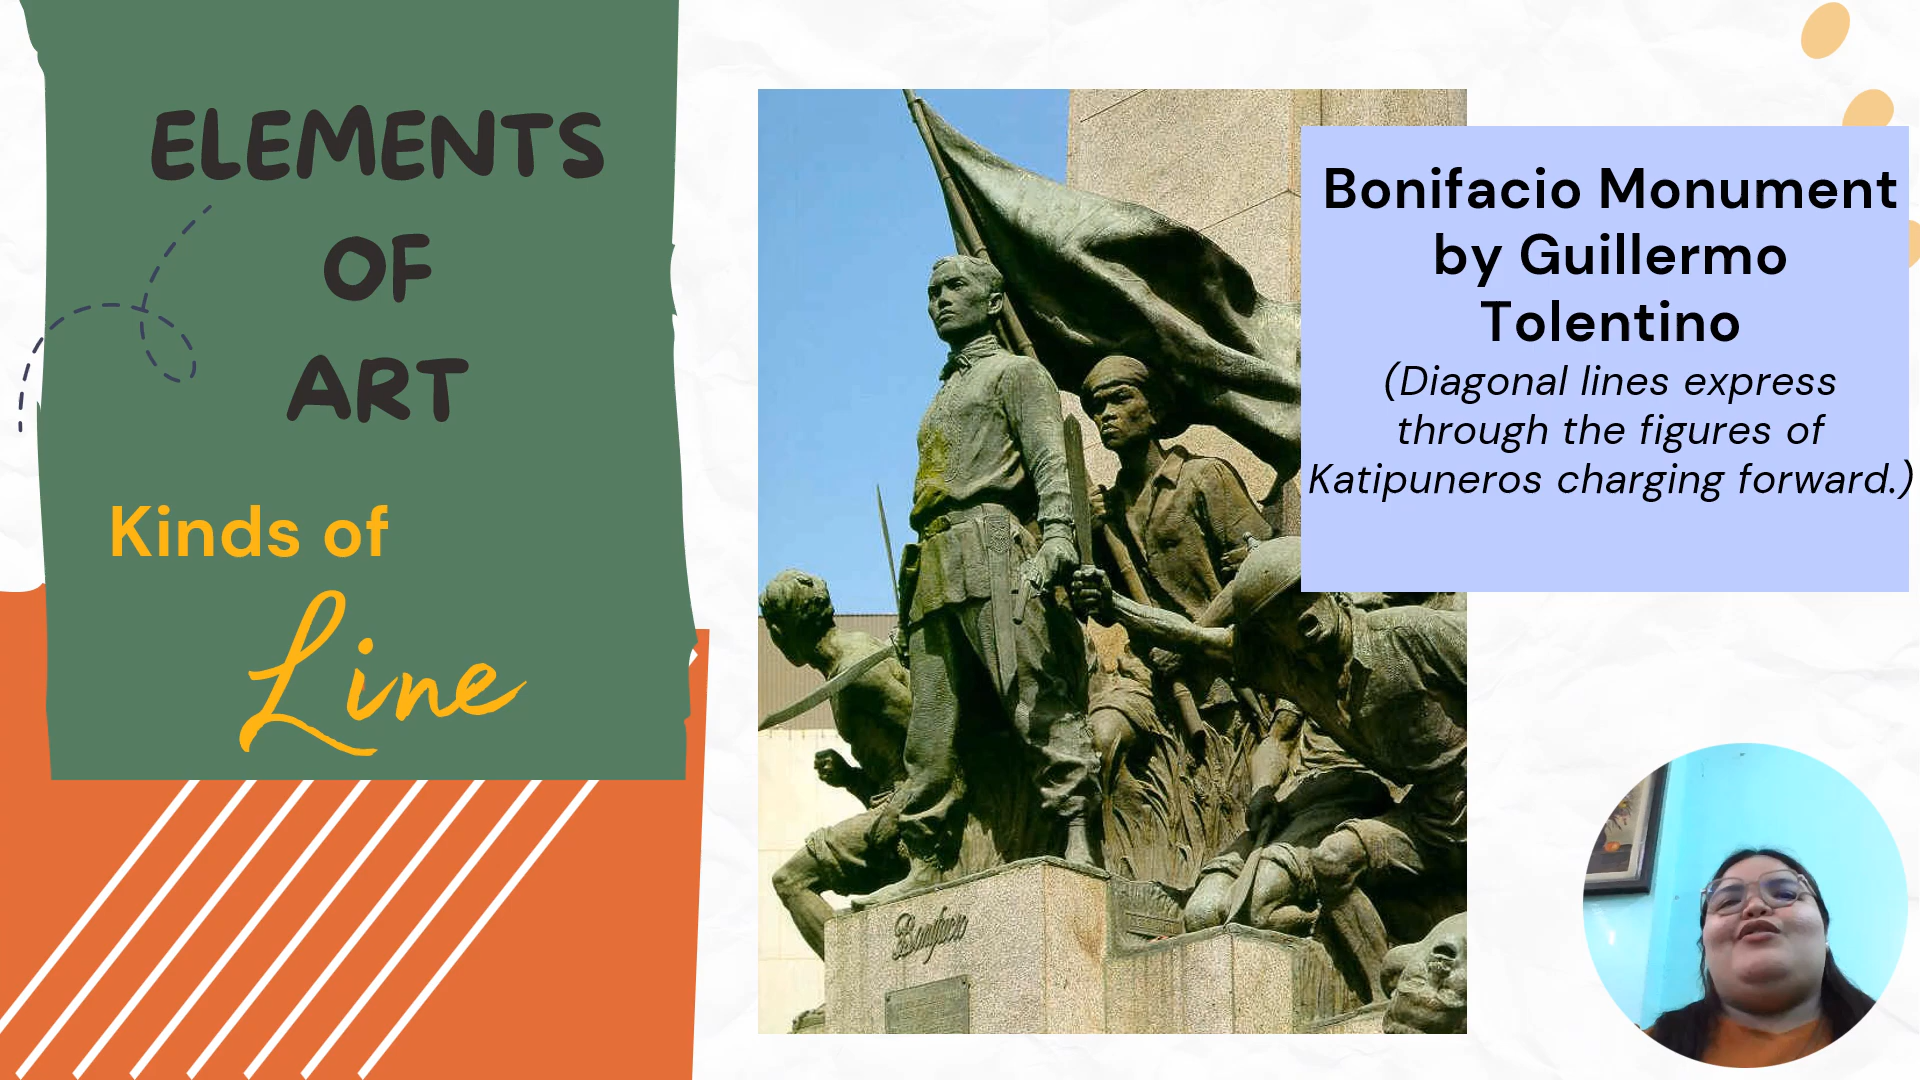 ELEMENTS
OF
ART
Kinds of
Line
Bonifacio Monument
by Guillermo
Tolentino
(Diagonal lines express
through the figures of
Katipuneros charging forward.)
Bonifacio